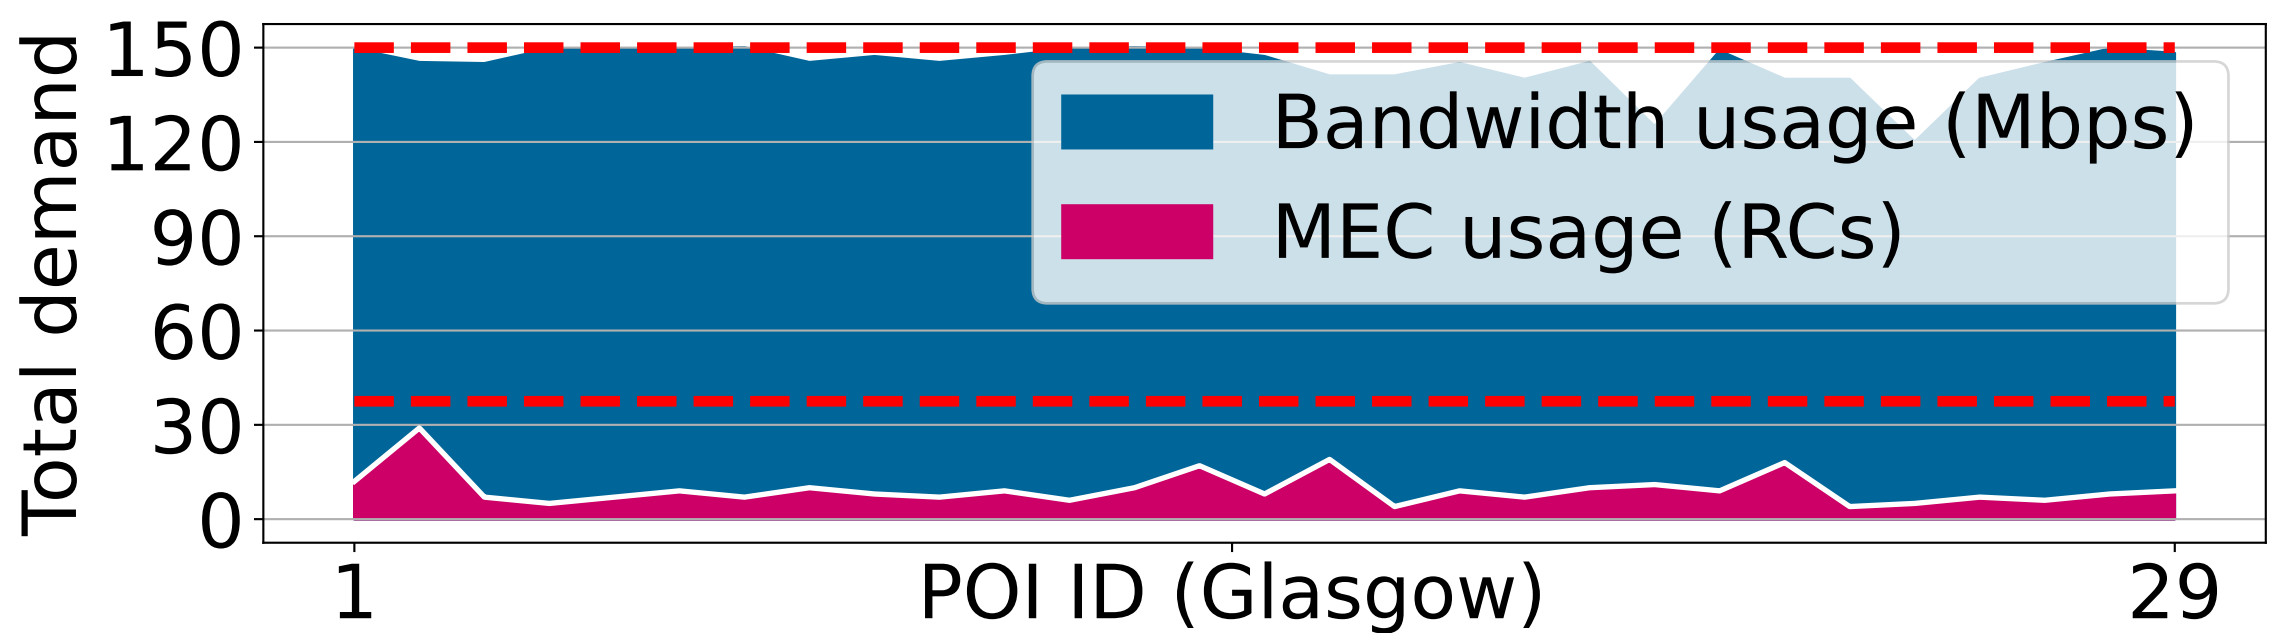 Total demand
150
120
90
60
30
0
Bandwidth usage (Mbps)
MEC usage (RCs)
1
POI ID (Glasgow)
29